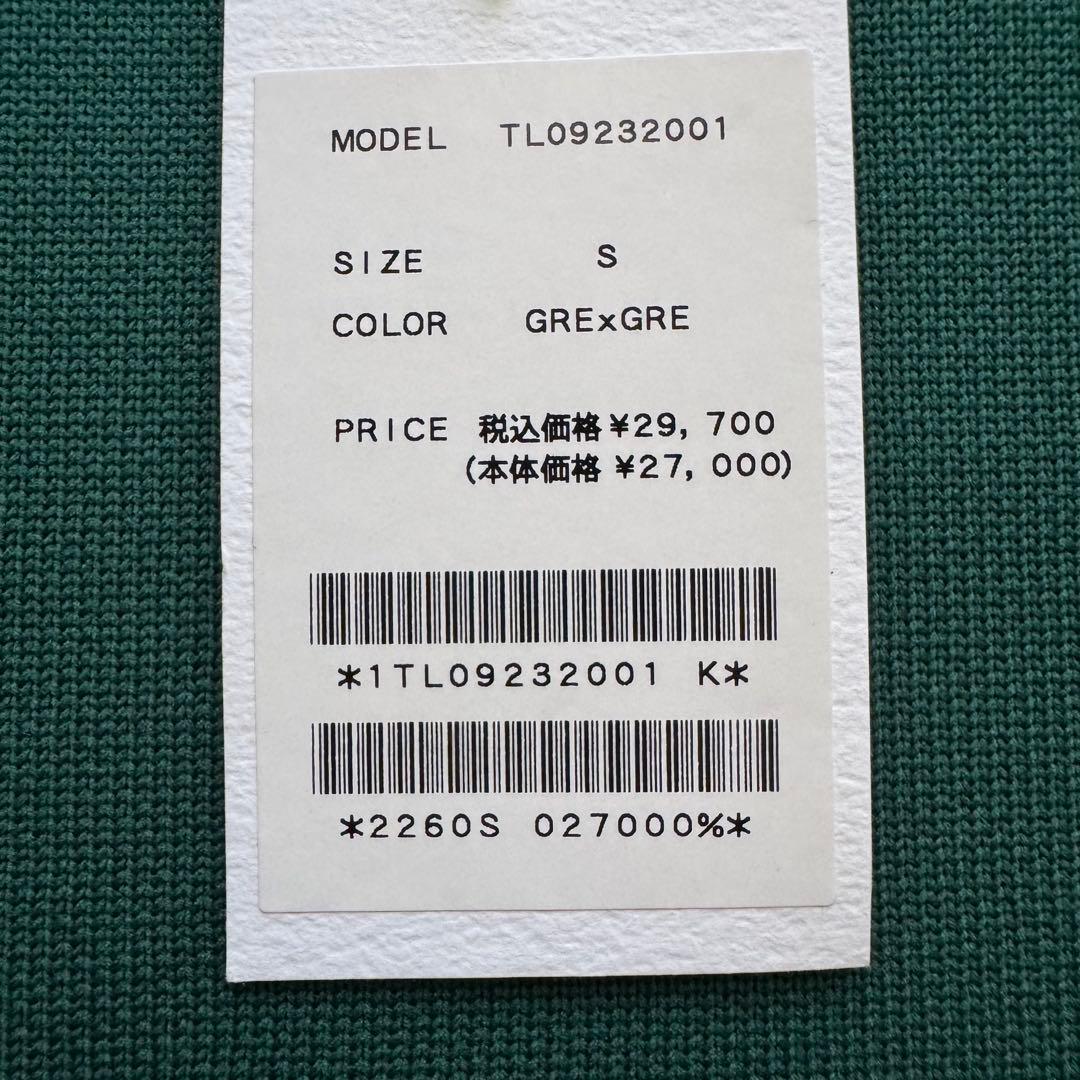 MODEL TL09232001
SIZE S
COLOR GRExGRE
PRICE 税込価格 ¥29, 700
(本体価格 ¥27, 000)
*1TL09232001 K*
*2260S 027000%*